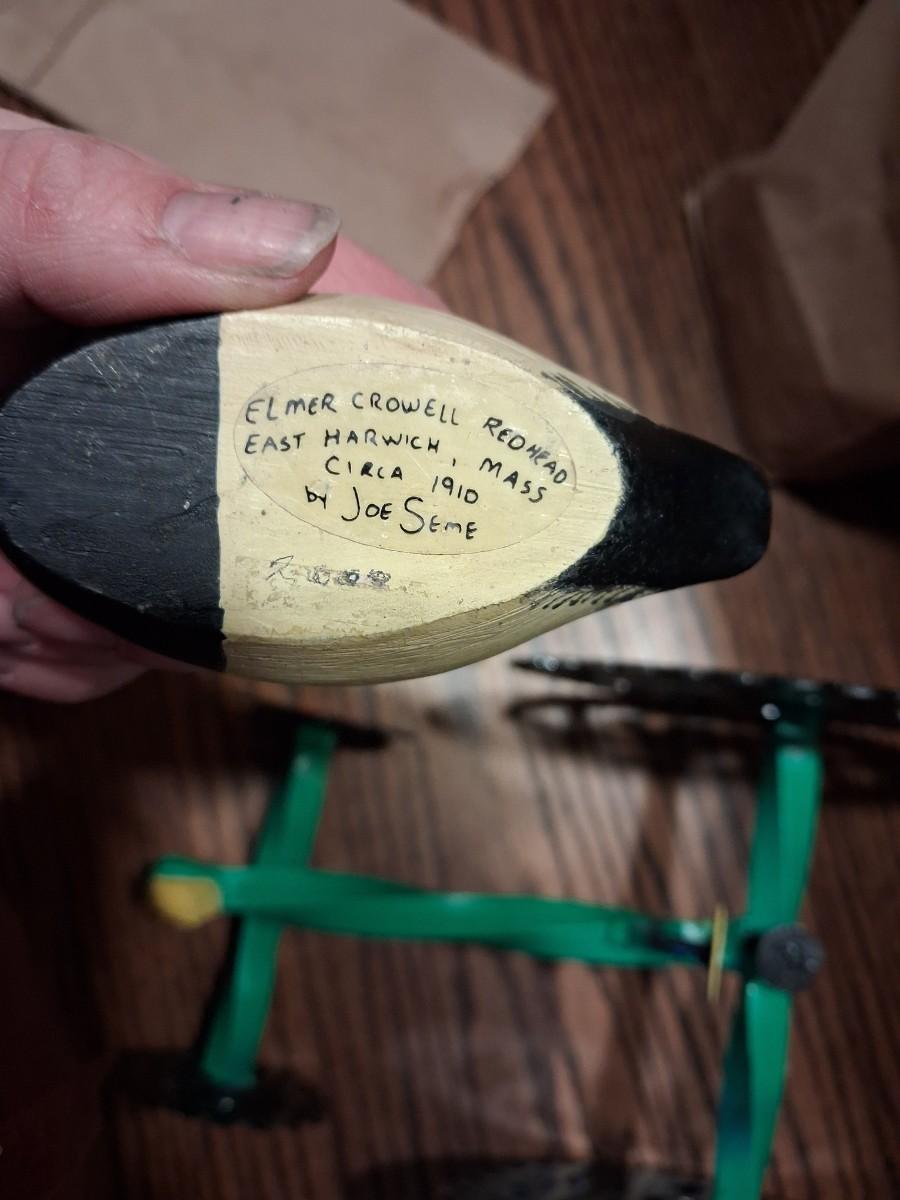 ELMER CROWELL REDHEAD
EAST HARWICH, MASS
CIRCA 1910
by JOE SEME